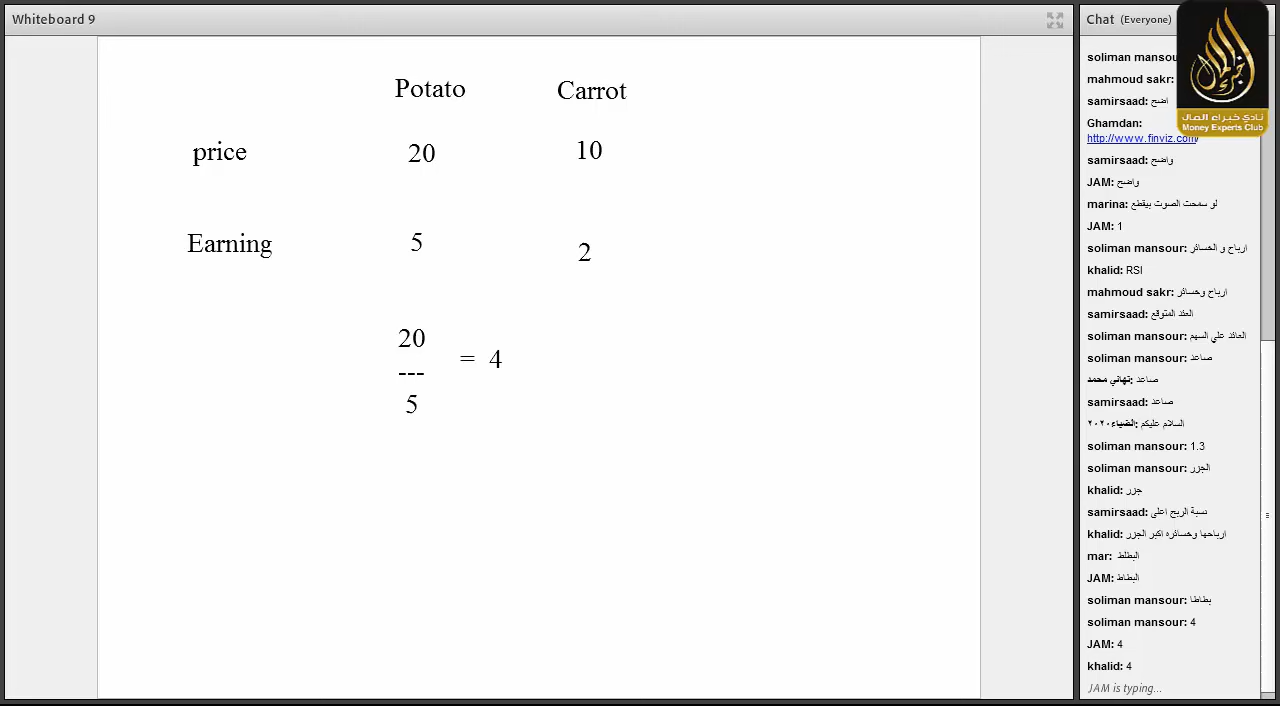 Whiteboard 9
Potato Carrot
price 20 10
Earning 5 2
20
--- = 4
5
Chat (Everyone)
نادي خبراء المال
Money Experts Club
soliman mansou
mahmoud sakr:
samirsaad: اضح
Ghamdan:
http://www.finviz.com/
samirsaad: واضح
JAM: واضح
marina: لو سمحت الصوت بيقطع
JAM: 1
soliman mansour: ارباح و الخسائر
khalid: RSI
mahmoud sakr: ارباح وخسائر
samirsaad: العئد المتوقع
soliman mansour: العائد علي السهم
soliman mansour: صاعد
تهاني محمد: صاعد
samirsaad: صاعد
الضياء٢٠٢٠: السلام عليكم
soliman mansour: 1.3
soliman mansour: الجزر
khalid: جزر
samirsaad: نسبة الربح اعلى
khalid: ارباحها وخسائره اكبر الجزر
mar: البطلط
JAM: البطاط
soliman mansour: بطاطا
soliman mansour: 4
JAM: 4
khalid: 4
JAM is typing...